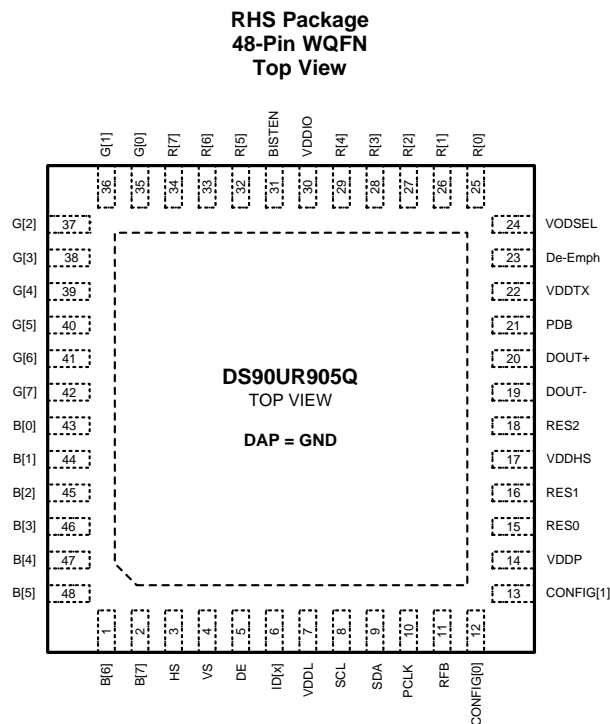 RHS Package
48-Pin WQFN
Top View
G[1] G[0] R[7] R[6] R[5] BISTEN VDDIO R[4] R[3] R[2] R[1] R[0]
36 35 34 33 32 31 30 29 28 27 26 25
G[2] 37 24 VODSEL
G[3] 38 23 De-Emph
G[4] 39 22 VDDTX
G[5] 40 21 PDB
G[6] 41 20 DOUT+
G[7] 42 19 DOUT-
B[0] 43 18 RES2
B[1] 44 17 VDDHS
B[2] 45 16 RES1
B[3] 46 15 RES0
B[4] 47 14 VDDP
B[5] 48 13 CONFIG[1]
DS90UR905Q
TOP VIEW
DAP = GND
1 2 3 4 5 6 7 8 9 10 11 12
B[6] B[7] HS VS DE ID[x] VDDL SCL SDA PCLK RFB CONFIG[0]